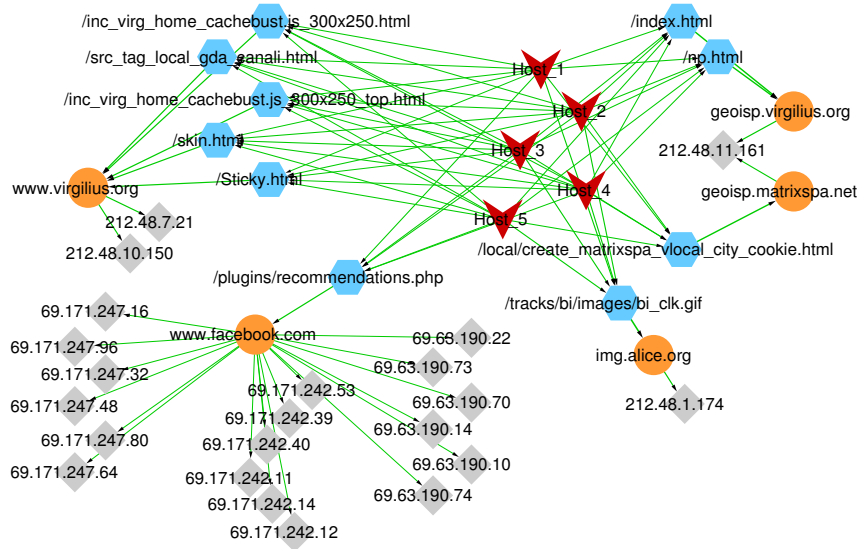 /inc_virg_home_cachebust.js_300x250.html
/index.html
/src_tag_local_gda_canali.html
/np.html
Host_1
/inc_virg_home_cachebust.js_300x250_top.html
Host_2
geoisp.virgilius.org
/skin.html
Host_3
212.48.11.161
www.virgilius.org
/Sticky.html
Host_4
geoisp.matrixspa.net
212.48.7.21
Host_5
212.48.10.150
/local/create_matrixspa_vlocal_city_cookie.html
/plugins/recommendations.php
/tracks/bi/images/bi_clk.gif
69.171.247.16
www.facebook.com
69.63.190.22
69.171.247.96
img.alice.org
69.63.190.73
69.171.247.32
69.171.242.53
69.171.247.48
69.63.190.70
212.48.1.174
69.171.242.39
69.63.190.14
69.171.247.80
69.171.242.40
69.63.190.10
69.171.247.64
69.171.242.11
69.63.190.74
69.171.242.14
69.171.242.12